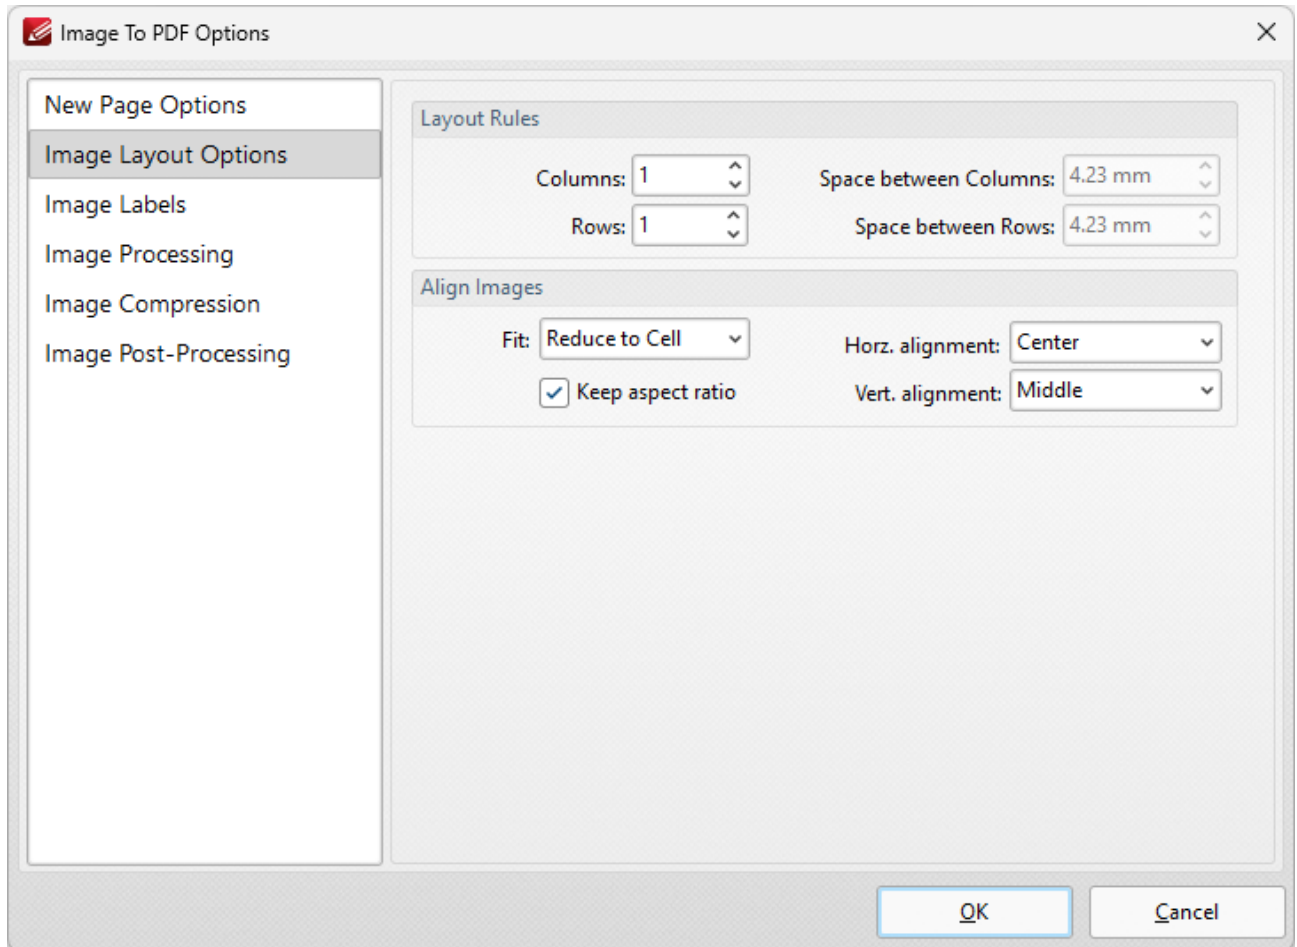 Image To PDF Options
New Page Options
Image Layout Options
Image Labels
Image Processing
Image Compression
Image Post-Processing
Layout Rules
Columns: 1 Space between Columns: 4.23 mm
Rows: 1 Space between Rows: 4.23 mm
Align Images
Fit: Reduce to Cell Horz. alignment: Center
Keep aspect ratio Vert. alignment: Middle
OK Cancel